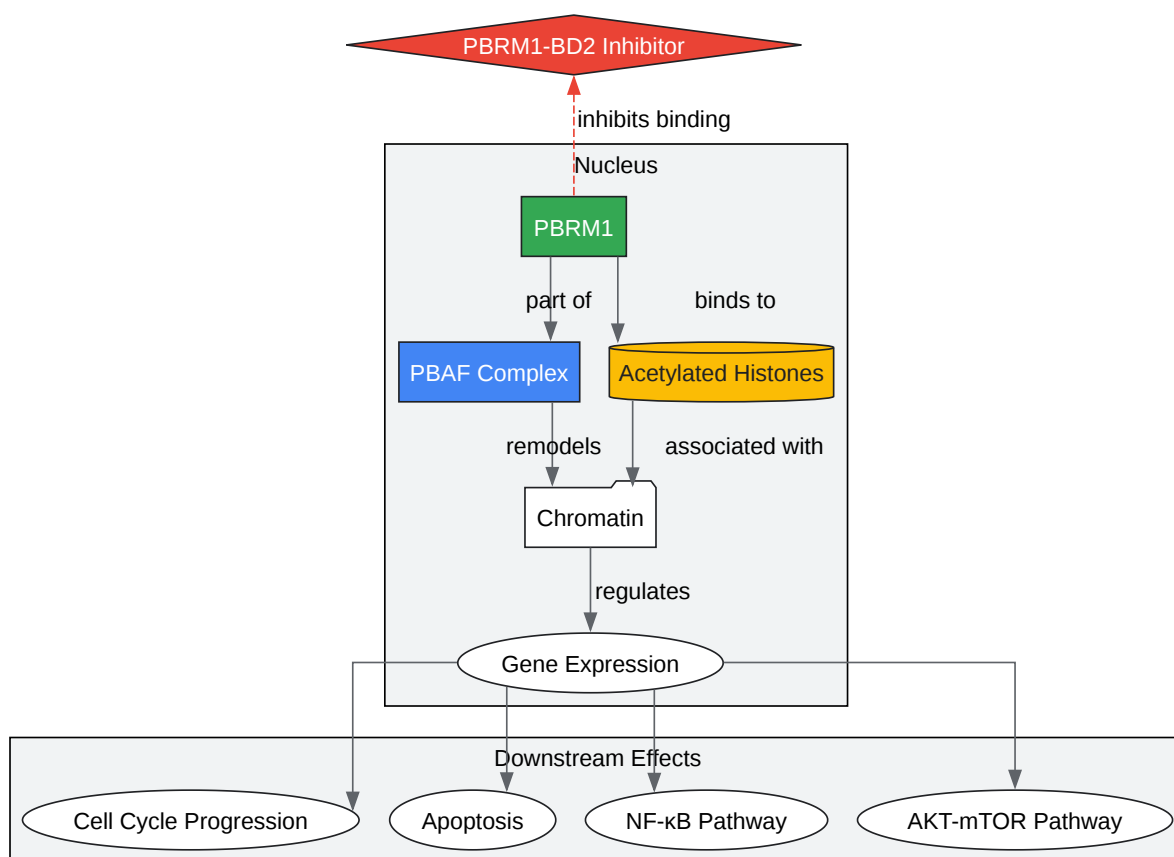 PBRM1-BD2 Inhibitor
inhibits binding
Nucleus
PBRM1
part of
binds to
PBAF Complex
Acetylated Histones
remodels
associated with
Chromatin
regulates
Gene Expression
Downstream Effects
Cell Cycle Progression
Apoptosis
NF-κB Pathway
AKT-mTOR Pathway